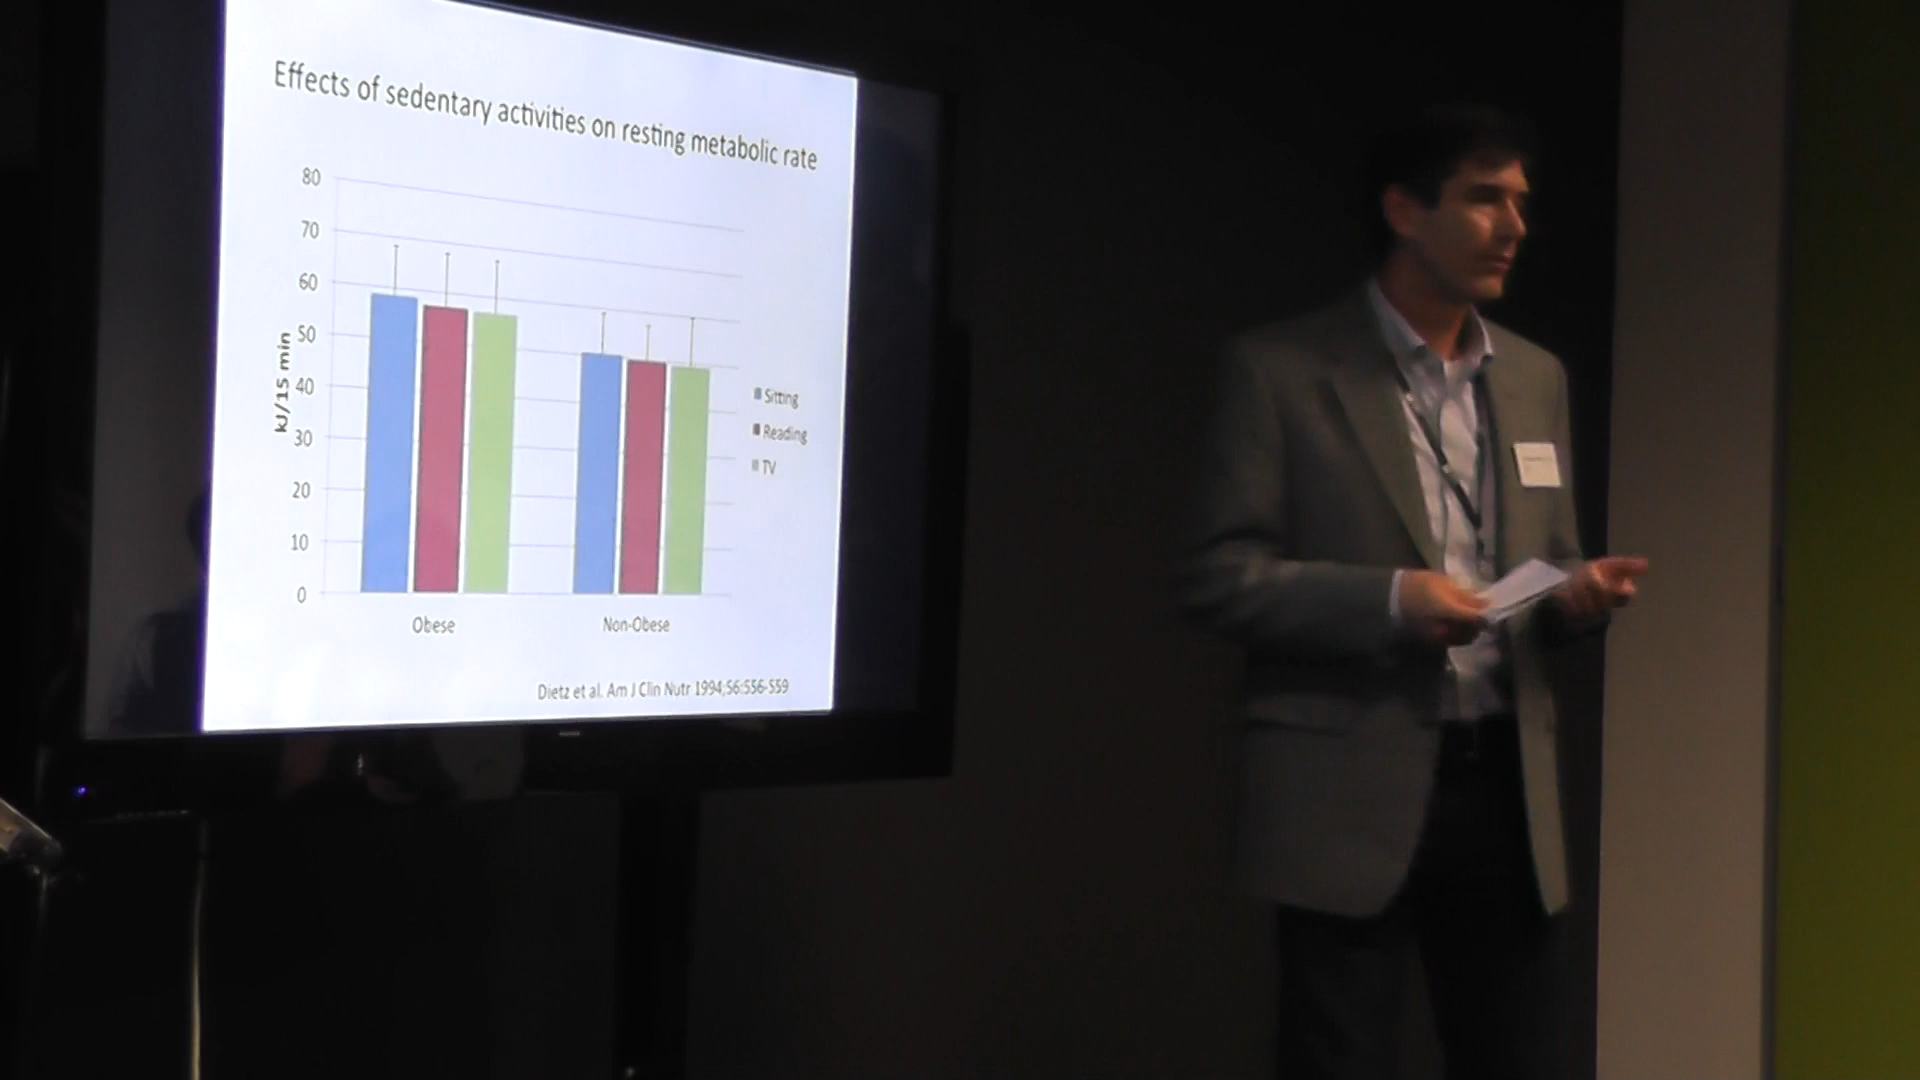 Effects of sedentary activities on resting metabolic rate
80
70
60
50
40
30
20
10
0
kJ/15 min
Sitting
Reading
TV
Obese
Non-Obese
Dietz et al. Am J Clin Nutr 1994;56:556-559